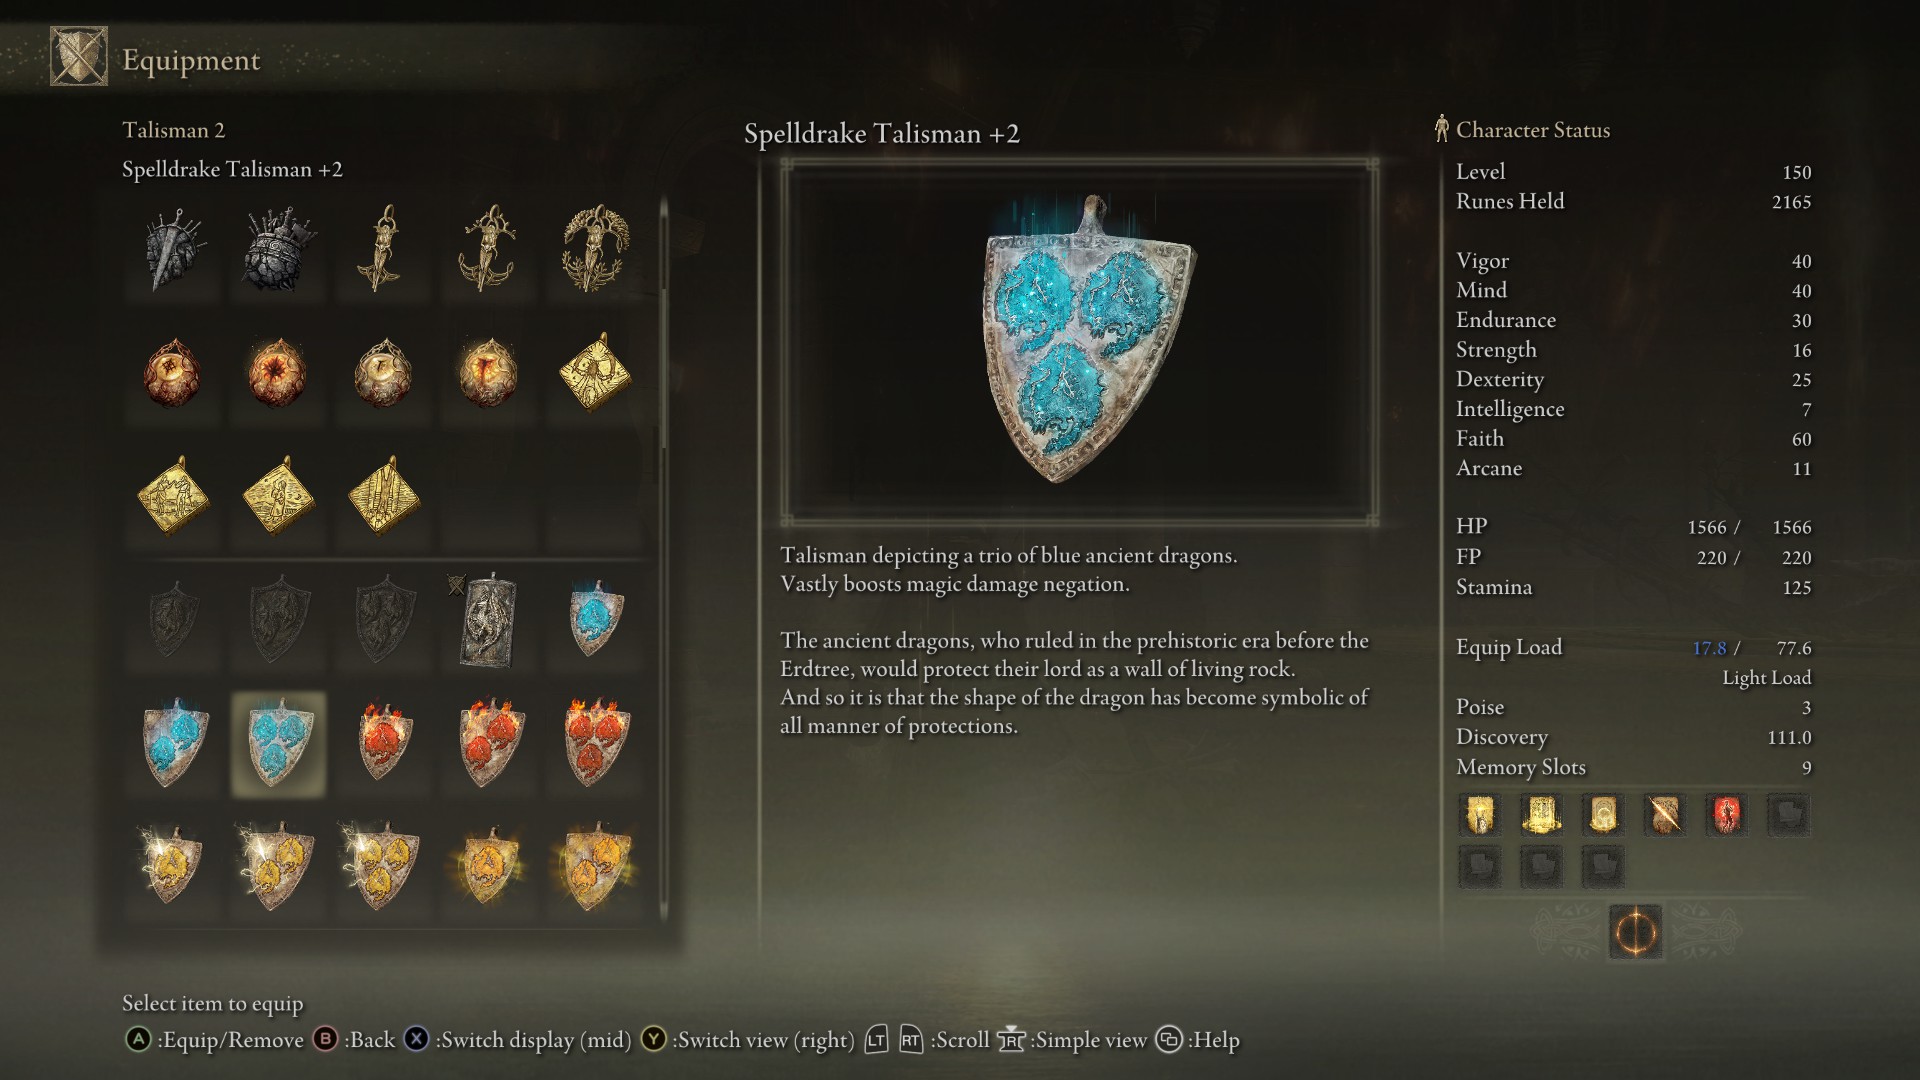 Equipment
Talisman 2
Spelldrake Talisman +2
Spelldrake Talisman +2
Talisman depicting a trio of blue ancient dragons.
Vastly boosts magic damage negation.
The ancient dragons, who ruled in the prehistoric era before the
Erdtree, would protect their lord as a wall of living rock.
And so it is that the shape of the dragon has become symbolic of
all manner of protections.
Character Status
Level 150
Runes Held 2165
Vigor 40
Mind 40
Endurance 30
Strength 16
Dexterity 25
Intelligence 7
Faith 60
Arcane 11
HP 1566 / 1566
FP 220 / 220
Stamina 125
Equip Load 17.8 / 77.6
Light Load
Poise 3
Discovery 111.0
Memory Slots 9
Select item to equip
A :Equip/Remove B :Back X :Switch display (mid) Y :Switch view (right) LT RT :Scroll R :Simple view :Help